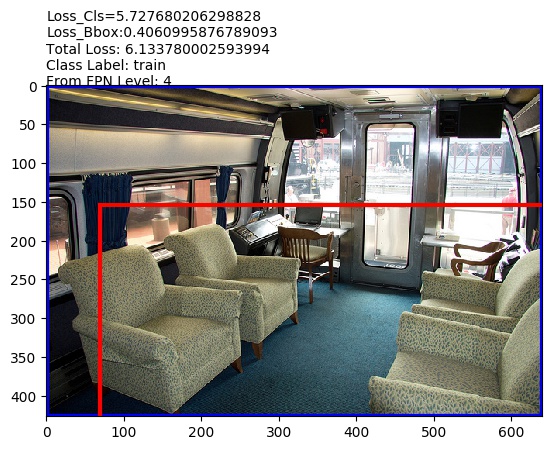 Loss_Cls=5.727680206298828
Loss_Bbox:0.4060995876789093
Total Loss: 6.133780002593994
Class Label: train
From FPN Level: 4
0
50
100
150
200
250
300
350
400
0 100 200 300 400 500 600